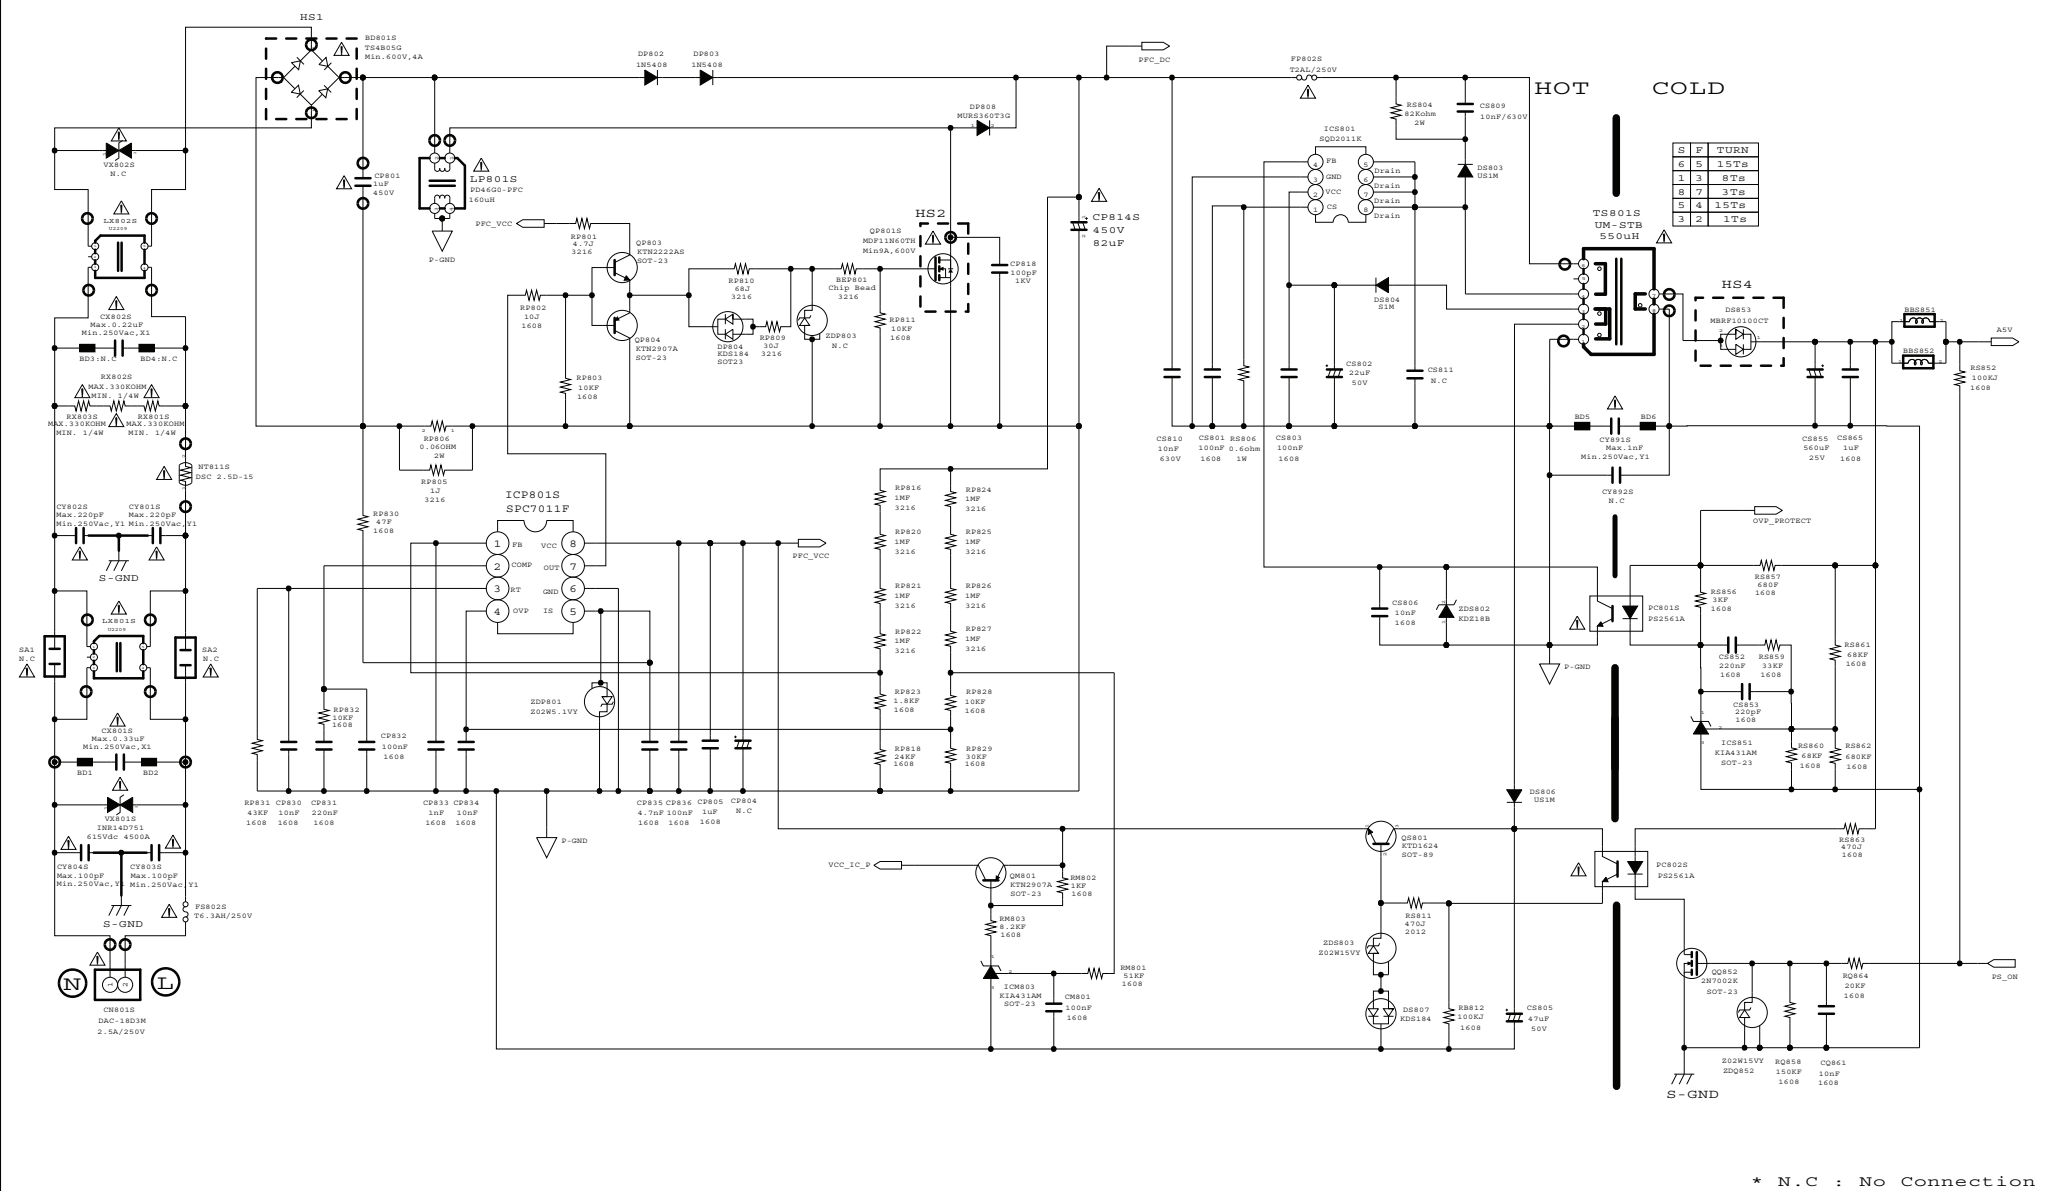 HS1
BD801S
TS4B05G
Min.600V,4A
DP802
1N5408
DP803
1N5408
PFC_DC
FP802S
T2AL/250V
HOT
COLD
VX802S
N.C
CP801
1uF
450V
LP801S
PD46G0-PFC
160uH
P-GND
DP808
MURS360T3G
RS804
82Kohm
2W
CS809
10nF/630V
ICS801
SQD2011K
4 FB
3 GND
2 VCC
1 CS
5 Drain
6 Drain
7 Drain
8 Drain
DS803
US1M
S F TURN
6 5 15Ts
1 3 8Ts
8 7 3Ts
5 4 15Ts
3 2 1Ts
TS801S
UM-STB
550uH
LX802S
U2209
PFC_VCC
RP801
4.7J
3216
QP803
KTN2222AS
SOT-23
HS2
QP801S
MDF11N60TH
Min9A,600V
CP814S
450V
82uF
CP818
100pF
1KV
RP802
10J
1608
RP810
68J
3216
BEP801
Chip Bead
3216
QP804
KTN2907A
SOT-23
DP804
KDS184
SOT23
RP809
30J
3216
ZDP803
N.C
RP811
10KF
1608
RP803
10KF
1608
DS804
S1M
HS4
DS853
MBRF10100CT
BBS851
BBS852
A5V
CX802S
Max.0.22uF
Min.250Vac,X1
BD3:N.C
BD4:N.C
RX802S
MAX.330KOHM
MIN. 1/4W
RX803S
MAX.330KOHM
MIN. 1/4W
RX801S
MAX.330KOHM
MIN. 1/4W
CS802
22uF
50V
CS811
N.C
RS852
100KJ
1608
BD5
BD6
CY891S
Max.1nF
Min.250Vac,Y1
CY892S
N.C
CS855
560uF
25V
CS865
1uF
1608
RP806
0.06OHM
2W
RP805
1J
3216
CS810
10nF
630V
CS801
100nF
1608
RS806
0.6ohm
1W
CS803
100nF
1608
NT811S
DSC 2.5D-15
CY802S
Max.220pF
Min.250Vac,Y1
CY801S
Max.220pF
Min.250Vac,Y1
S-GND
RP830
47F
1608
ICP801S
SPC7011F
1 FB
2 COMP
3 RT
4 OVP
VCC 8
OUT 7
GND 6
IS 5
PFC_VCC
RP816
1MF
3216
RP824
1MF
3216
RP820
1MF
3216
RP825
1MF
3216
RP821
1MF
3216
RP826
1MF
3216
RP822
1MF
3216
RP827
1MF
3216
RP823
1.8KF
1608
RP828
10KF
1608
RP818
24KF
1608
RP829
30KF
1608
OVP_PROTECT
RS857
680F
1608
RS856
3KF
1608
CS806
10nF
1608
ZDS802
KDZ18B
PC801S
PS2561A
P-GND
CS852
220nF
1608
RS859
33KF
1608
RS861
68KF
1608
CS853
220pF
1608
ICS851
KIA431AM
SOT-23
RS860
68KF
1608
RS862
680KF
1608
LX801S
U2209
SA1
N.C
SA2
N.C
ZDP801
Z02W5.1VY
RP832
10KF
1608
CP832
100nF
1608
CX801S
Max.0.33uF
Min.250Vac,X1
BD1
BD2
VX801S
INR14D751
615Vdc 4500A
CY804S
Max.100pF
Min.250Vac,Y1
CY803S
Max.100pF
Min.250Vac,Y1
S-GND
FS802S
T6.3AH/250V
RP831
43KF
1608
CP830
10nF
1608
CP831
220nF
1608
CP833
1nF
1608
CP834
10nF
1608
CP835
4.7nF
1608
CP836
100nF
1608
CP805
1uF
1608
CP804
N.C
P-GND
DS806
US1M
QS801
KTD1624
SOT-89
RS863
470J
1608
PC802S
PS2561A
VCC_IC_P
QM801
KTN2907A
SOT-23
RM802
1KF
1608
RM803
8.2KF
1608
ICM803
KIA431AM
SOT-23
RM801
51KF
1608
CM801
100nF
1608
RS811
470J
2012
ZDS803
Z02W15VY
DS807
KDS184
RB812
100KJ
1608
CS805
47uF
50V
QQ852
2N7002K
SOT-23
RQ864
20KF
1608
PS_ON
Z02W15VY
ZDQ852
RQ858
150KF
1608
CQ861
10nF
1608
S-GND
N
L
1 2
CN801S
DAC-18D3M
2.5A/250V
* N.C : No Connection